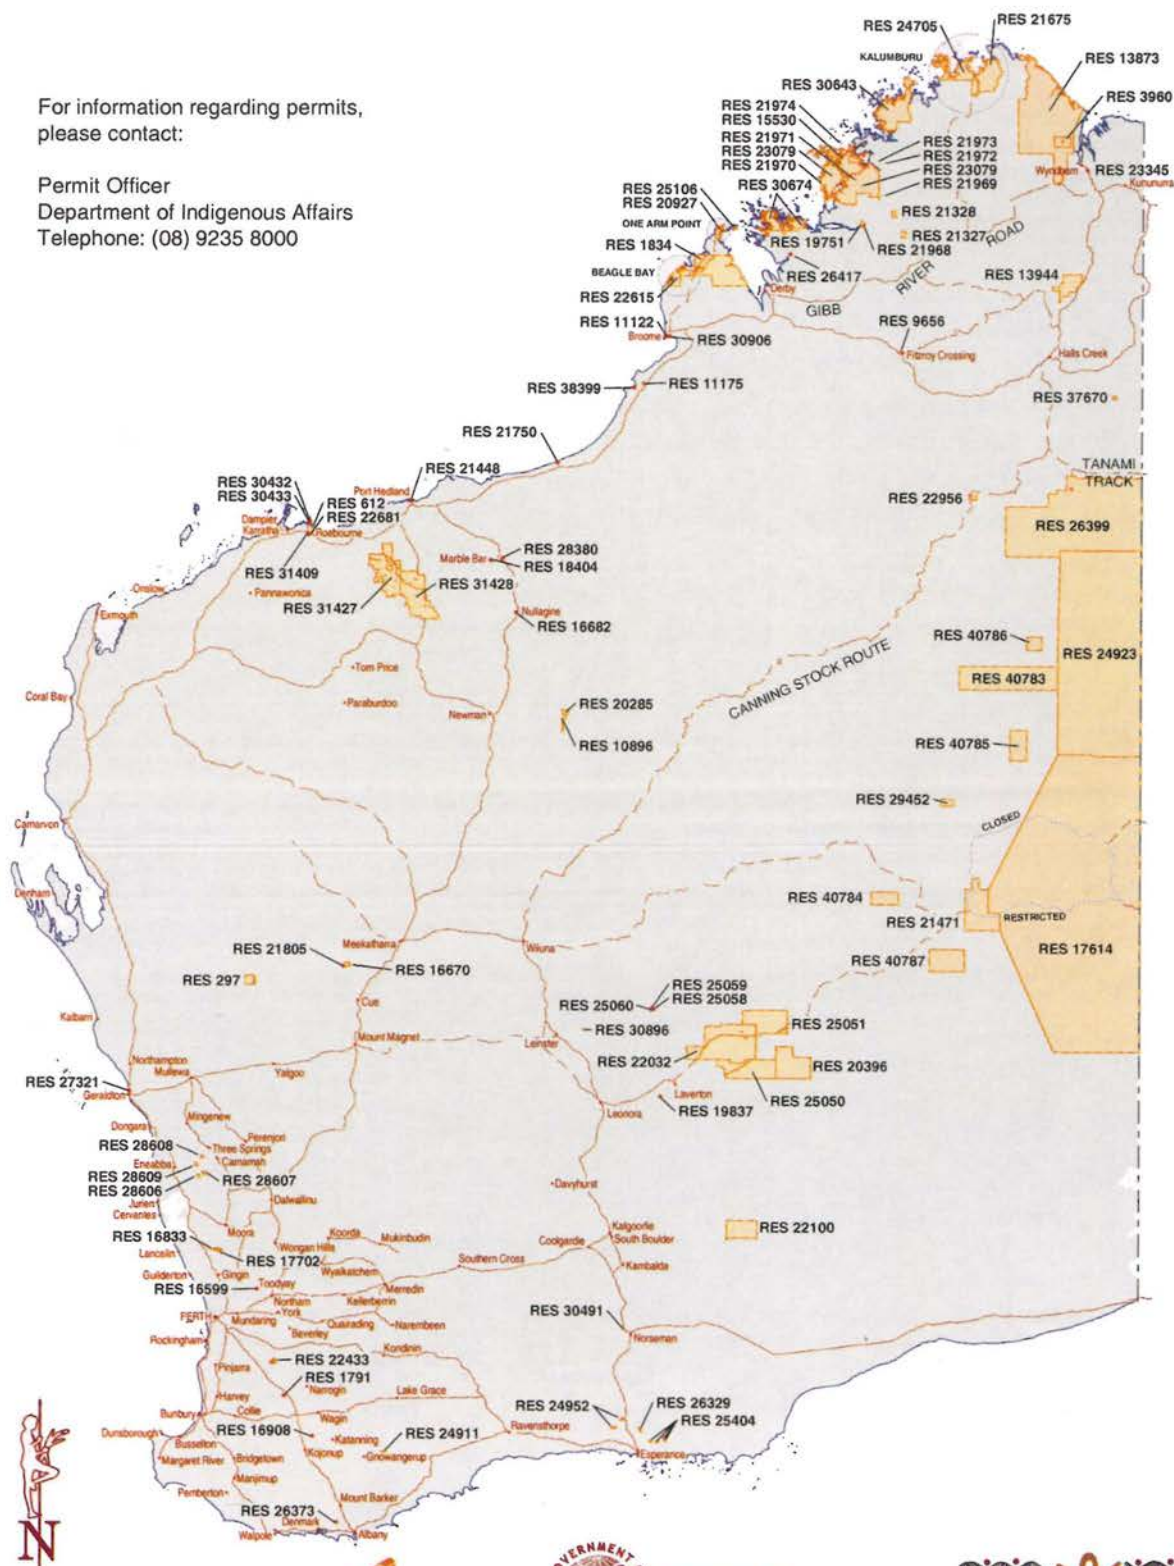 For information regarding permits,
please contact:
Permit Officer
Department of Indigenous Affairs
Telephone: (08) 9235 8000
RES 24705
RES 21675
KALUMBURU
RES 13873
RES 30643
RES 3960
RES 21974
RES 15530
RES 21971
RES 23079
RES 21970
RES 21973
RES 21972
RES 23079
RES 21969
Wyndham
RES 23345
Kununurra
RES 25106
RES 20927
RES 30674
ONE ARM POINT
RES 21328
RES 1834
RES 19751
RES 21327
RES 21968
ROAD
BEAGLE BAY
RES 26417
RIVER
RES 13944
RES 22615
Derby
GIBB
RES 11122
Broome
RES 30906
RES 9656
Fitzroy Crossing
Halls Creek
RES 38399
RES 11175
RES 37670
RES 21750
RES 21448
TANAMI
TRACK
RES 30432
RES 30433
Port Hedland
RES 612
RES 22681
RES 22956
Dampier
Karratha
Roebourne
RES 26399
RES 28380
Marble Bar
RES 18404
RES 31409
RES 31428
Onslow
Pannawonica
RES 31427
Exmouth
Nullagine
RES 16682
RES 40786
RES 24923
Tom Price
RES 40783
CANNING STOCK ROUTE
Coral Bay
Paraburdoo
RES 20285
Newman
RES 10896
RES 40785
RES 29452
CLOSED
Carnarvon
Denham
RES 40784
RES 21471
RESTRICTED
Meekatharra
Wiluna
RES 17614
RES 21805
RES 16670
RES 40787
RES 297
RES 25059
RES 25058
RES 25060
Cue
Kalbarri
RES 30896
RES 25051
Mount Magnet
Leinster
RES 22032
RES 20396
Northampton
Mullewa
Yalgoo
RES 27321
Geraldton
Laverton
RES 25050
RES 19837
Leonora
Mingenew
Dongara
Perenjori
RES 28608
Three Springs
Carnamah
Eneabba
RES 28609
RES 28607
RES 28606
Davyhurst
Jurien
Dalwallinu
Cervantes
RES 22100
Kalgoorlie
South Boulder
RES 16833
Moora
Koorda
Mukinbudin
Coolgardie
Lancelin
RES 17702
Wongan Hills
Southern Cross
Kambalda
Wyalkatchem
Guilderton
Gingin
RES 16599
Toodyay
Merredin
Northam
Kellerberrin
RES 30491
PERTH
Mundaring
York
Quairading
Narembeen
Beverley
Norseman
Rockingham
Kondinin
RES 22433
Pinjarra
RES 1791
Narrogin
Harvey
Lake Grace
RES 24952
RES 26329
Bunbury
Collie
Wagin
RES 25404
Ravensthorpe
Dunsborough
RES 16908
Katanning
RES 24911
Busselton
Kojonup
Gnowangerup
Esperance
Margaret River
Bridgetown
Manjimup
Pemberton
Mount Barker
RES 26373
Denmark
Walpole
Albany
N